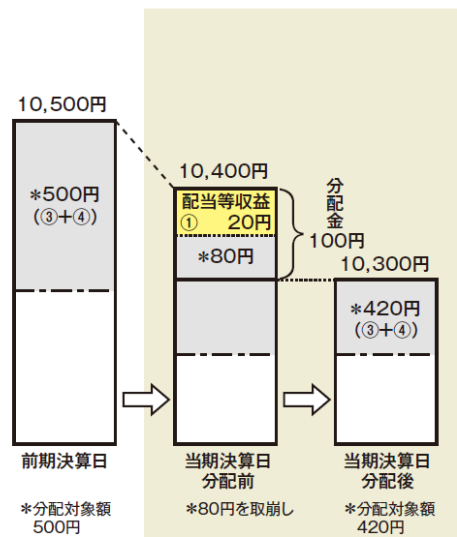 10,500円
*500円
(③+④)
10,400円
配当等収益
① 20円
*80円
分配金
100円
10,300円
*420円
(③+④)
前期決算日
当期決算日
分配前
当期決算日
分配後
*分配対象額
500円
*80円を取崩し
*分配対象額
420円